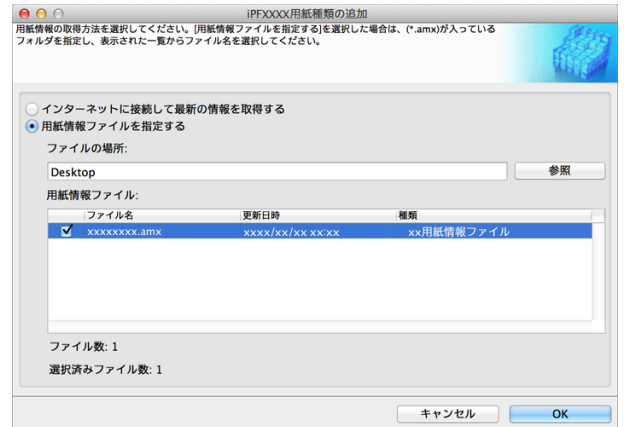 iPFXXXX用紙種類の追加
用紙情報の取得方法を選択してください。[用紙情報ファイルを指定する]を選択した場合は、(*.amx)が入っている
フォルダを指定し、表示された一覧からファイル名を選択してください。
インターネットに接続して最新の情報を取得する
用紙情報ファイルを指定する
ファイルの場所:
Desktop 参照
用紙情報ファイル:
ファイル名 更新日時 種類
xxxxxxxx.amx xxxx/xx/xx xx:xx xx用紙情報ファイル
ファイル数: 1
選択済みファイル数: 1
キャンセル OK